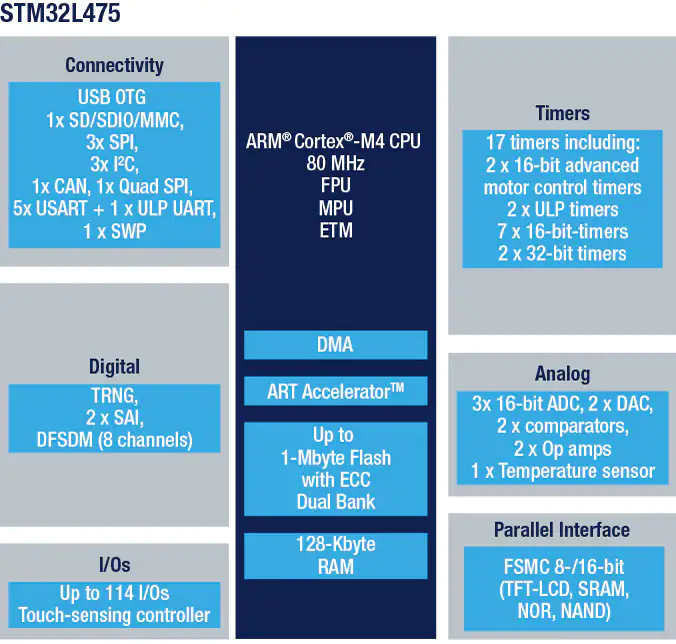 STM32L475
Connectivity
USB OTG
1x SD/SDIO/MMC,
3x SPI,
3x I²C,
1x CAN, 1x Quad SPI,
5x USART + 1 x ULP UART,
1 x SWP
Digital
TRNG,
2 x SAI,
DFSDM (8 channels)
I/Os
Up to 114 I/Os
Touch-sensing controller
ARM® Cortex®-M4 CPU
80 MHz
FPU
MPU
ETM
DMA
ART Accelerator™
Up to
1-Mbyte Flash
with ECC
Dual Bank
128-Kbyte
RAM
Timers
17 timers including:
2 x 16-bit advanced
motor control timers
2 x ULP timers
7 x 16-bit-timers
2 x 32-bit timers
Analog
3x 16-bit ADC, 2 x DAC,
2 x comparators,
2 x Op amps
1 x Temperature sensor
Parallel Interface
FSMC 8-/16-bit
(TFT-LCD, SRAM,
NOR, NAND)